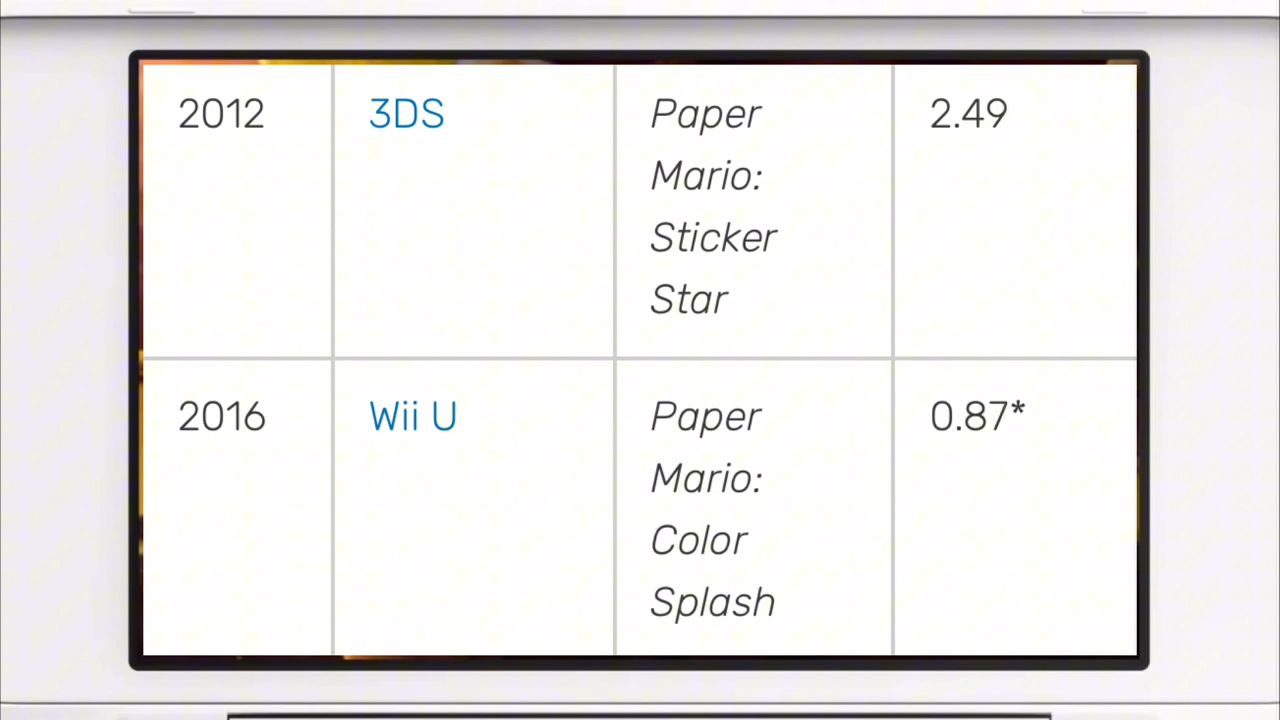 2012 3DS Paper 2.49
Mario:
Sticker
Star
2016 Wii U Paper 0.87*
Mario:
Color
Splash